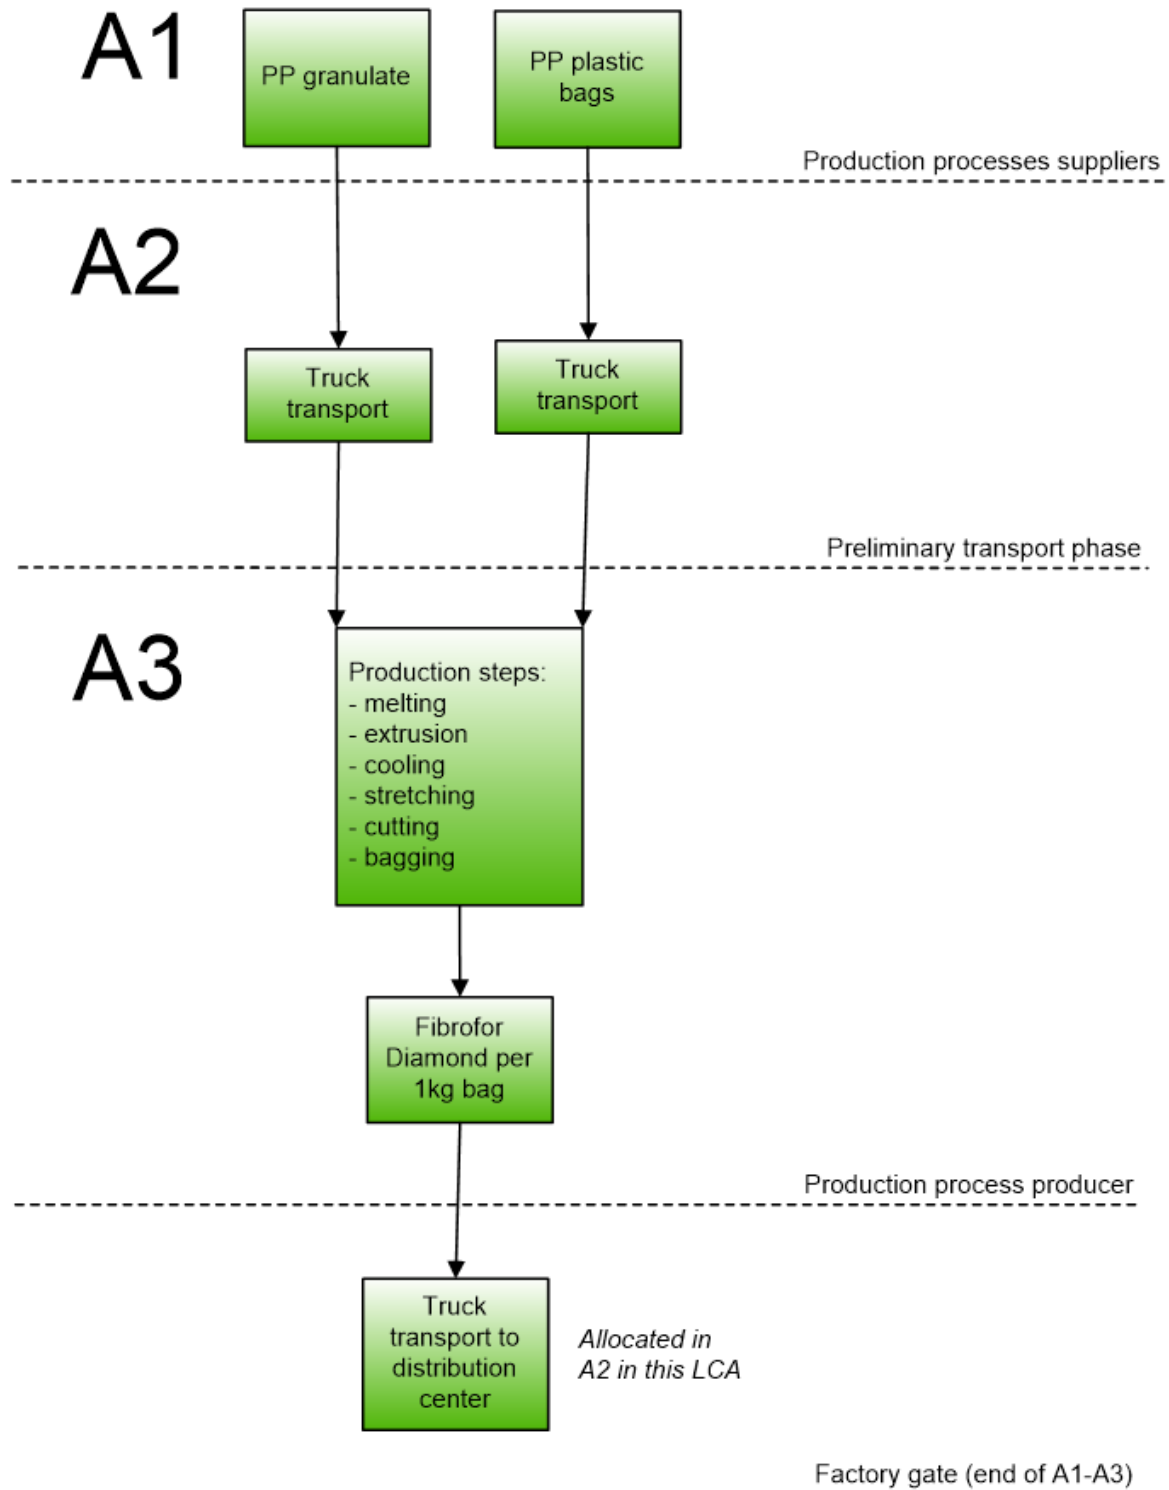 A1
PP granulate
PP plastic
bags
Production processes suppliers
A2
Truck
transport
Truck
transport
Preliminary transport phase
A3
Production steps:
- melting
- extrusion
- cooling
- stretching
- cutting
- bagging
Fibrofor
Diamond per
1kg bag
Production process producer
Truck
transport to
distribution
center
Allocated in
A2 in this LCA
Factory gate (end of A1-A3)